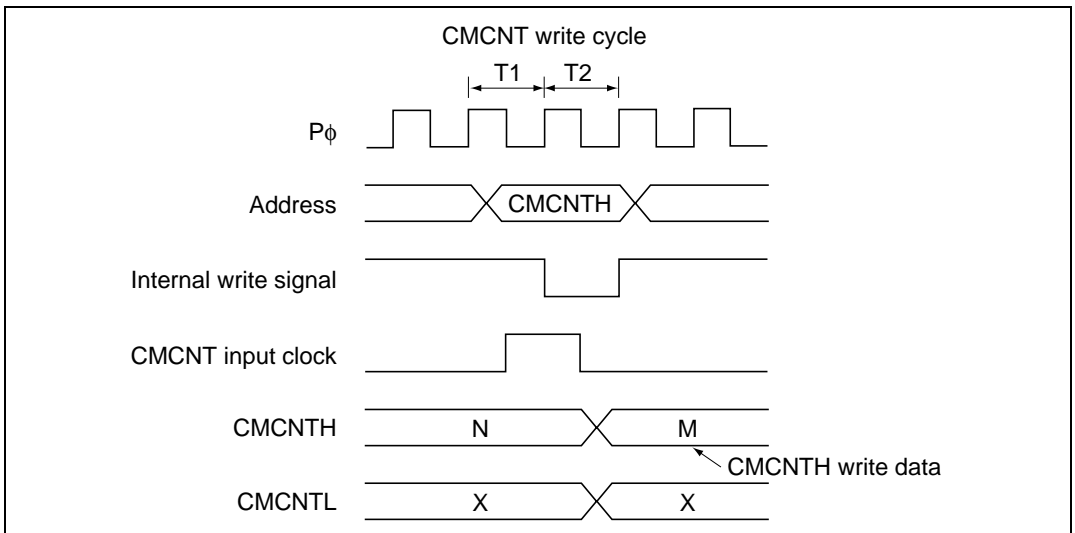 CMCNT write cycle
T1 T2
Pϕ
Address CMCNTH
Internal write signal
CMCNT input clock
CMCNTH N M
CMCNTH write data
CMCNTL X X